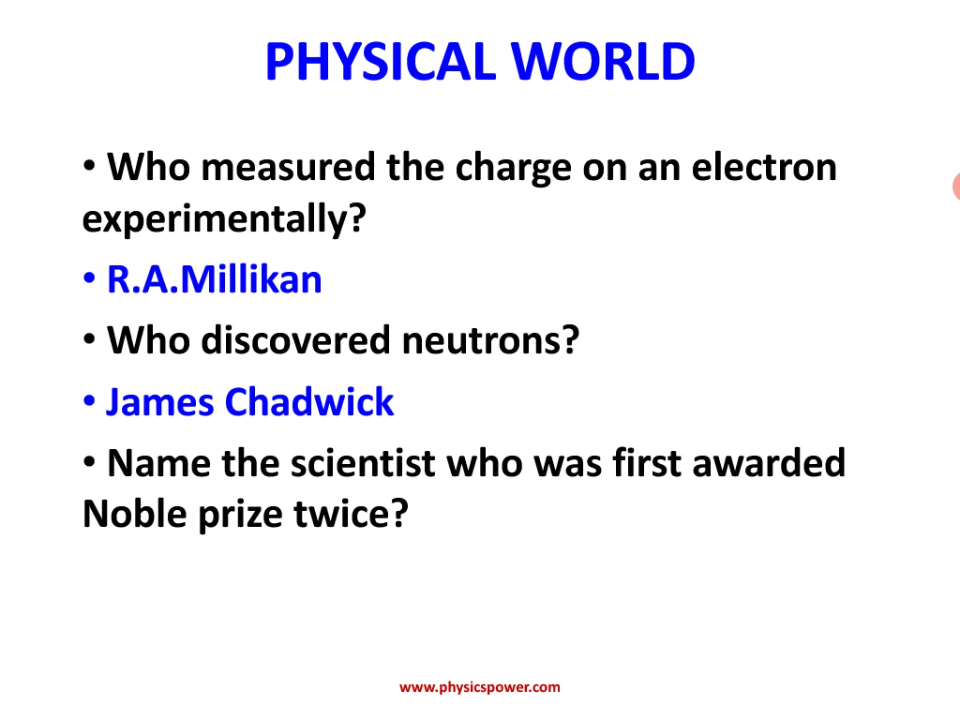 PHYSICAL WORLD
• Who measured the charge on an electron
experimentally?
• R.A.Millikan
• Who discovered neutrons?
• James Chadwick
• Name the scientist who was first awarded
Noble prize twice?
www.physicspower.com